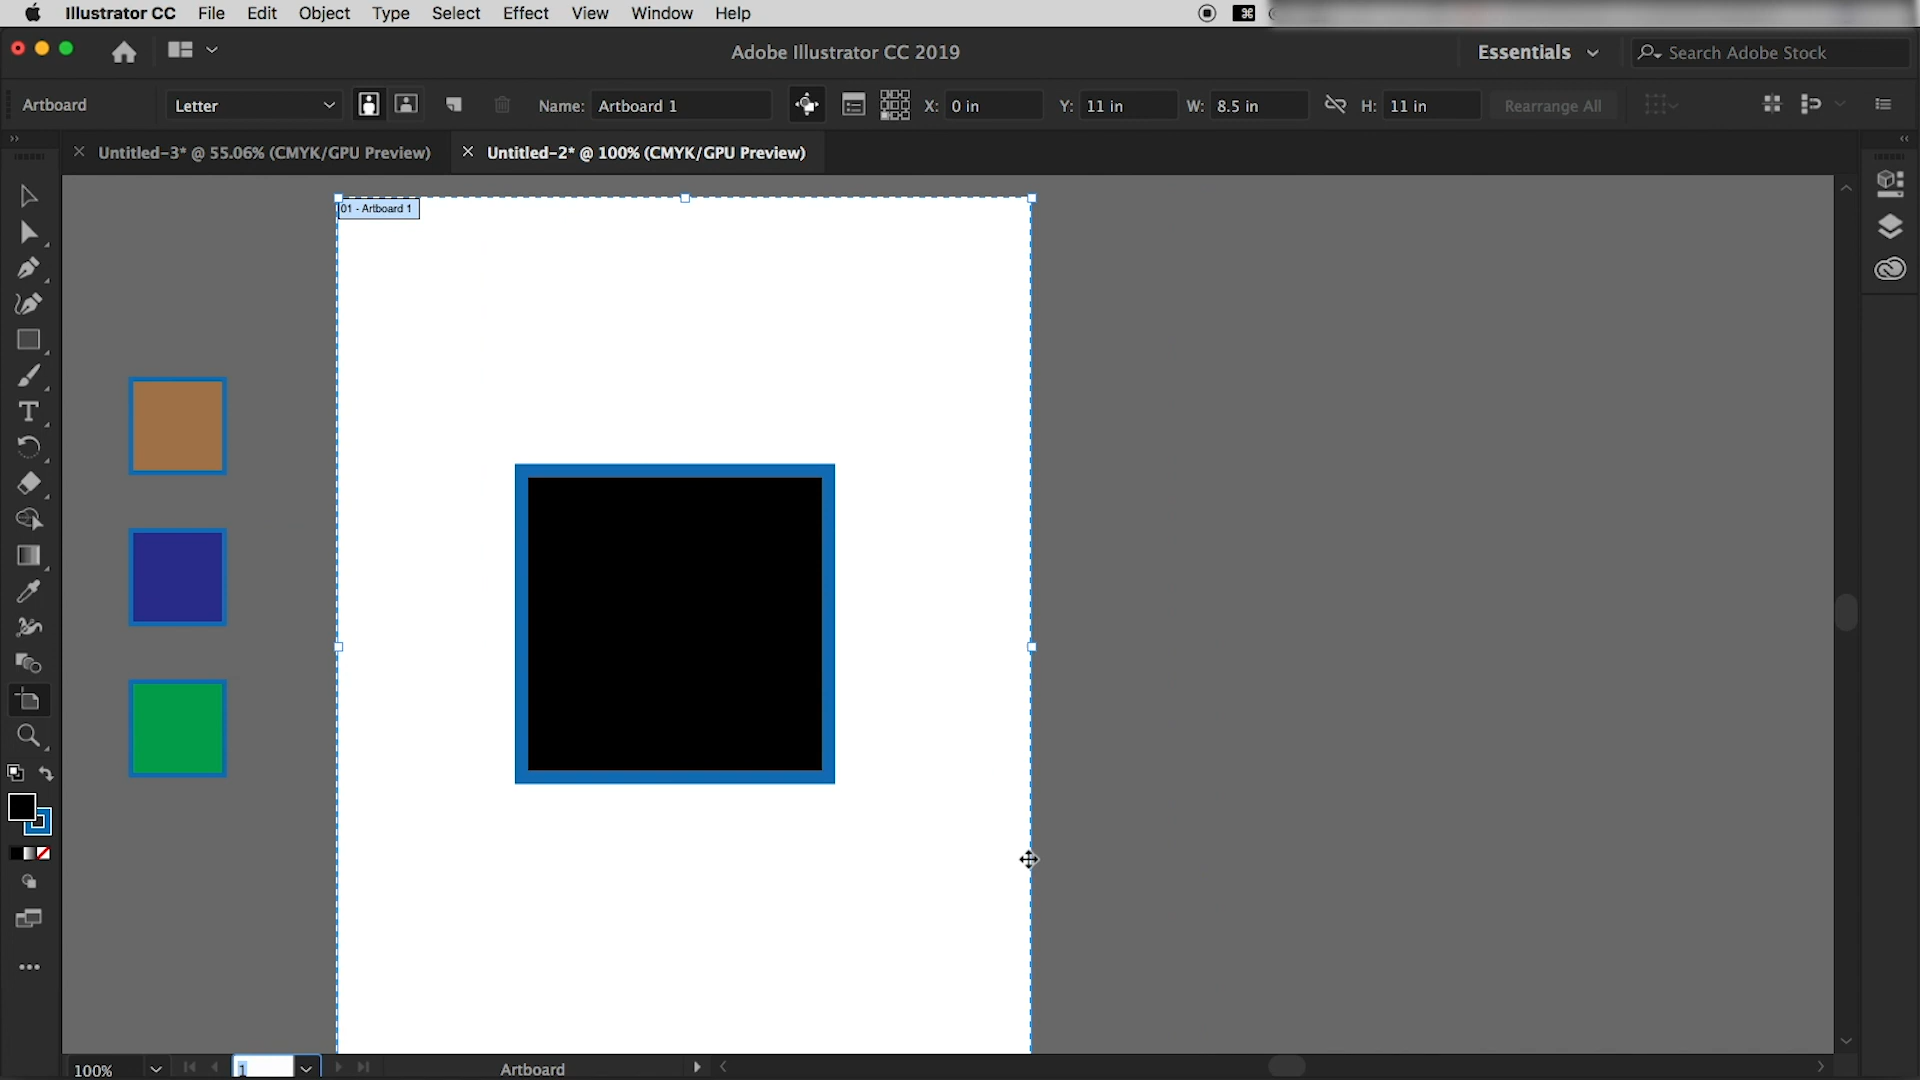 Illustrator CC File Edit Object Type Select Effect View Window Help
Adobe Illustrator CC 2019 Essentials Search Adobe Stock
Artboard Letter Name: Artboard 1 X: 0 in Y: 11 in W: 8.5 in H: 11 in Rearrange All
Untitled-3* @ 55.06% (CMYK/GPU Preview) Untitled-2* @ 100% (CMYK/GPU Preview)
01 - Artboard 1
100% 1 Artboard